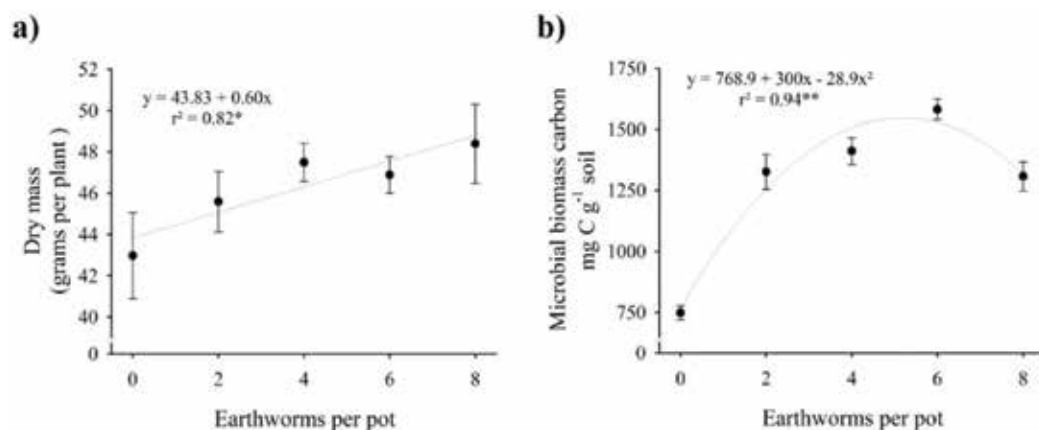 a)
y = 43.83 + 0.60x
r² = 0.82*
Dry mass
(grams per plant)
52
50
48
46
44
42
40
0
0 2 4 6 8
Earthworms per pot
b)
y = 768.9 + 300x - 28.9x²
r² = 0.94**
Microbial biomass carbon
mg C g⁻¹ soil
1750
1500
1250
1000
750
0
0 2 4 6 8
Earthworms per pot